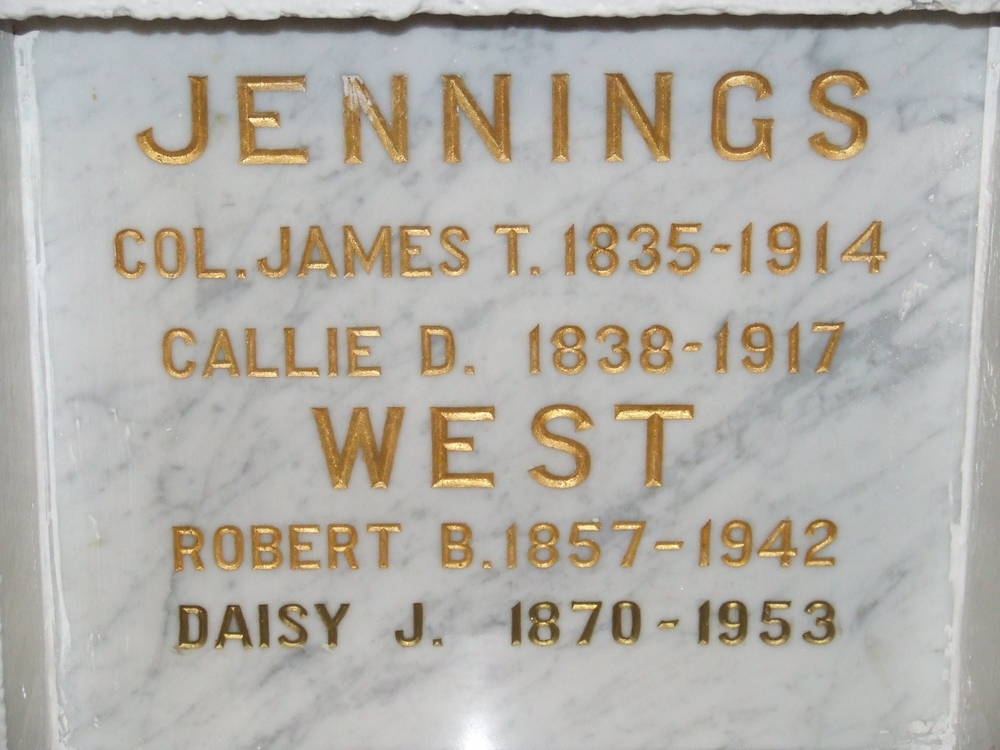 JENNINGS
COL. JAMES T. 1835-1914
CALLIE D. 1838-1917
WEST
ROBERT B. 1857-1942
DAISY J. 1870-1953